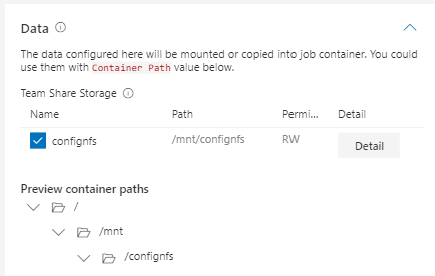 Data
The data configured here will be mounted or copied into job container. You could
use them with Container Path value below.
Team Share Storage
Name Path Permi... Detail
confignfs /mnt/confignfs RW Detail
Preview container paths
/
/mnt
/confignfs